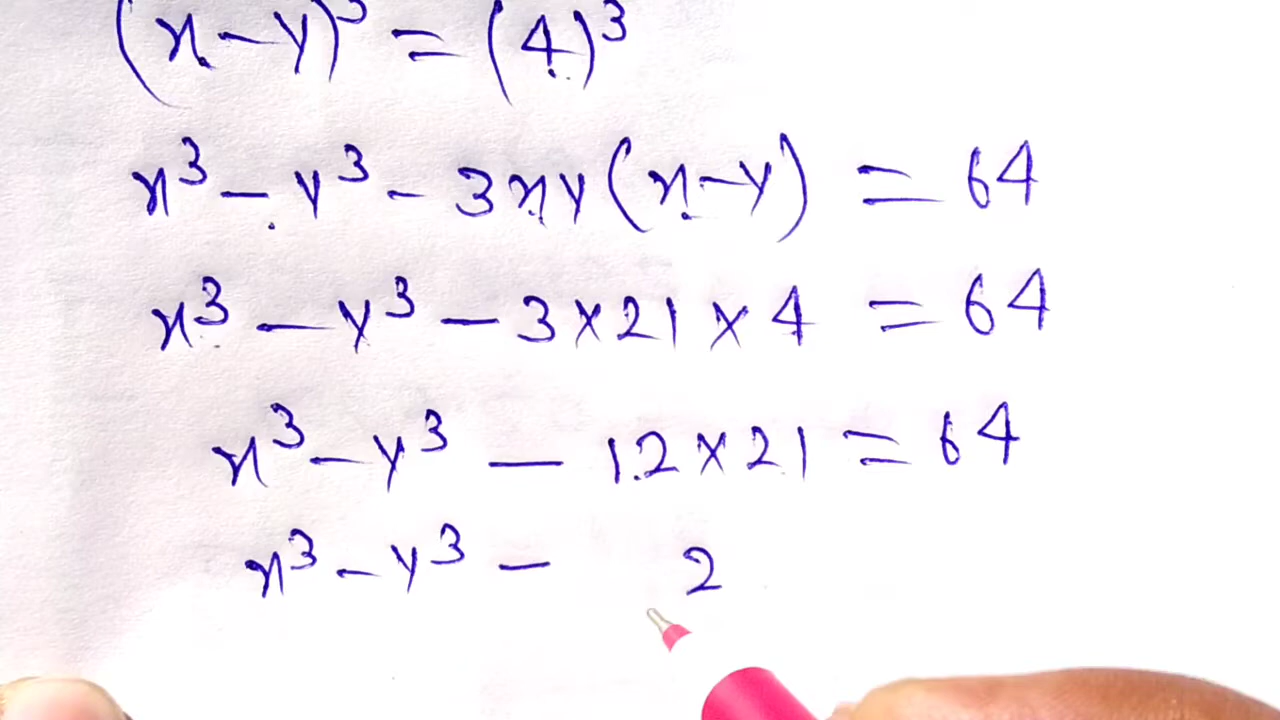 (x-y)³ = (4)³
x³ - y³ - 3xy(x-y) = 64
x³ - y³ - 3×21×4 = 64
x³ - y³ - 12×21 = 64
x³ - y³ - 2